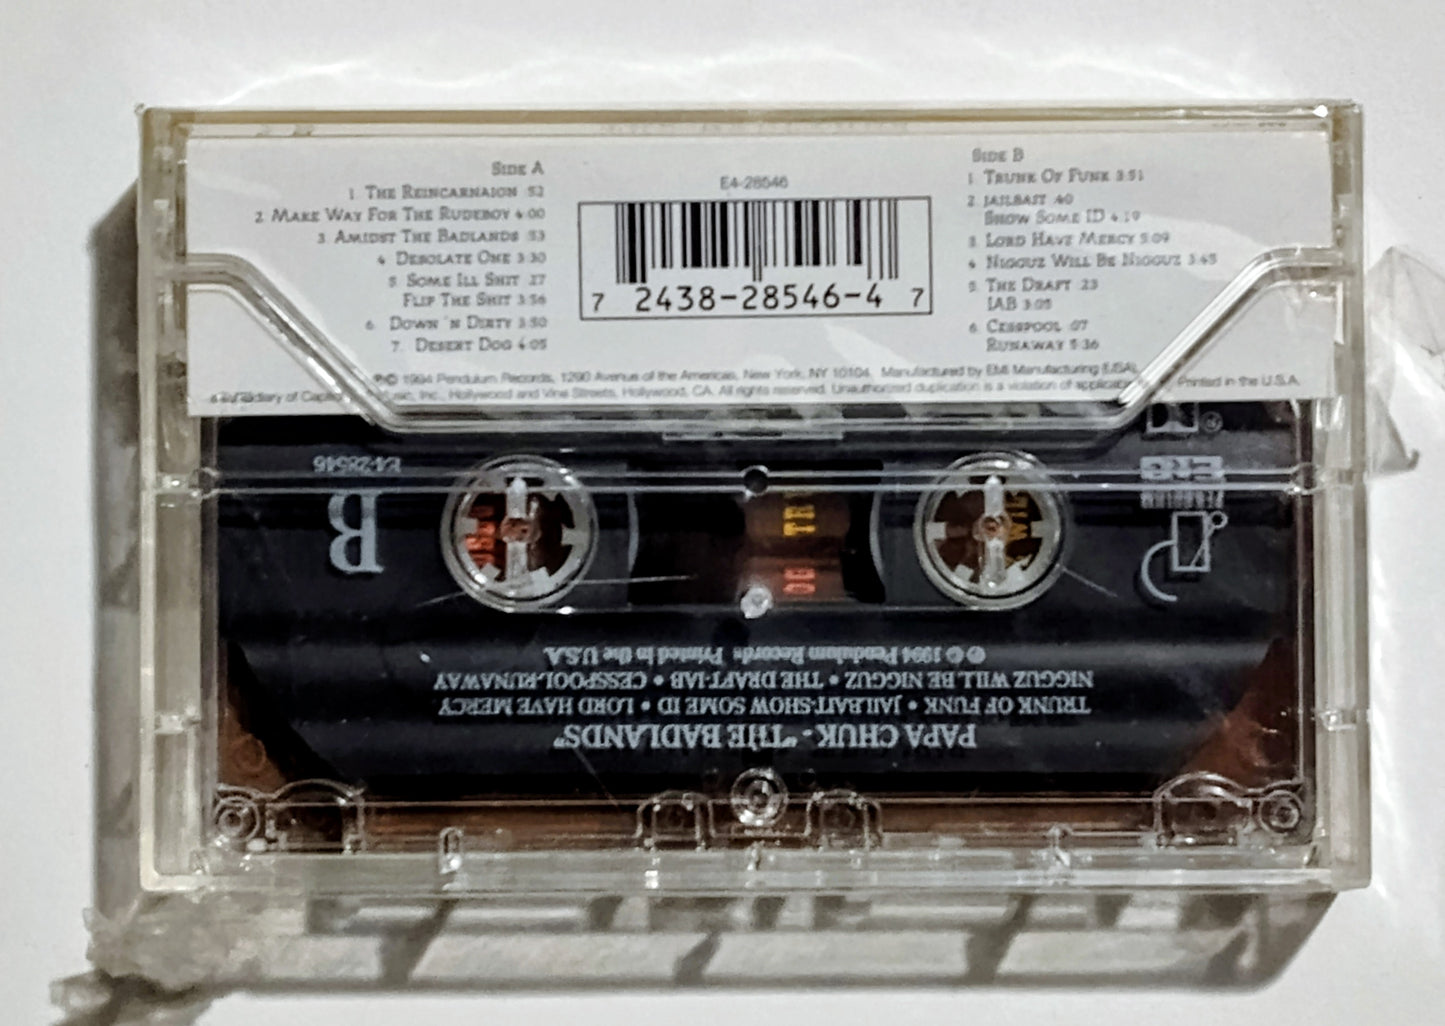 SIDE A
1. THE REINCARNAION :52
2. MAKE WAY FOR THE RUDEBOY 4:00
3. AMIDST THE BADLANDS :53
4. DESOLATE ONE 3:30
5. SOME ILL SHIT :27
FLIP THE SHIT 3:56
6. DOWN 'N DIRTY 3:50
7. DESERT DOG 4:05
E4-28546
7 2438-28546-4 7
SIDE B
1. TRUNK OF FUNK 3:51
2. JAILBAIT :40
SHOW SOME ID 4:19
3. LORD HAVE MERCY 5:09
4. NIGGUZ WILL BE NIGGUZ 3:45
5. THE DRAFT :23
IAB 3:05
6. CESSPOOL :07
RUNAWAY 5:36
℗© 1994 Pendulum Records, 1290 Avenue of the Americas, New York, NY 10104. Manufactured by EMI Manufacturing (USA),
a subsidiary of Capitol Music, Inc., Hollywood and Vine Streets, Hollywood, CA. All rights reserved. Unauthorized duplication is a violation of applicable Printed in the U.S.A.
E4-28546
B
ERG
PENDULUM
℗© 1994 Pendulum Records Printed in the U.S.A.
PAPA CHUK - "THE BADLANDS"
TRUNK OF FUNK • JAILBAIT-SHOW SOME ID • LORD HAVE MERCY
NIGGUZ WILL BE NIGGUZ • THE DRAFT-IAB • CESSPOOL-RUNAWAY